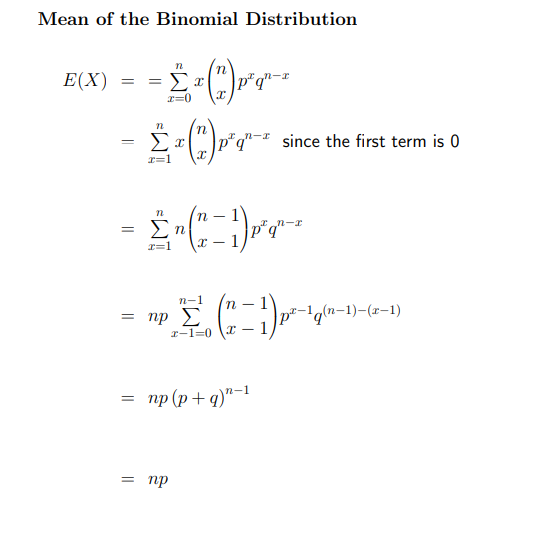 Mean of the Binomial Distribution
E(X) = = \sum_{x=0}^{n} x \binom{n}{x} p^x q^{n-x}
= \sum_{x=1}^{n} x \binom{n}{x} p^x q^{n-x} since the first term is 0
= \sum_{x=1}^{n} n \binom{n-1}{x-1} p^x q^{n-x}
= np \sum_{x-1=0}^{n-1} \binom{n-1}{x-1} p^{x-1} q^{(n-1)-(x-1)}
= np (p + q)^{n-1}
= np